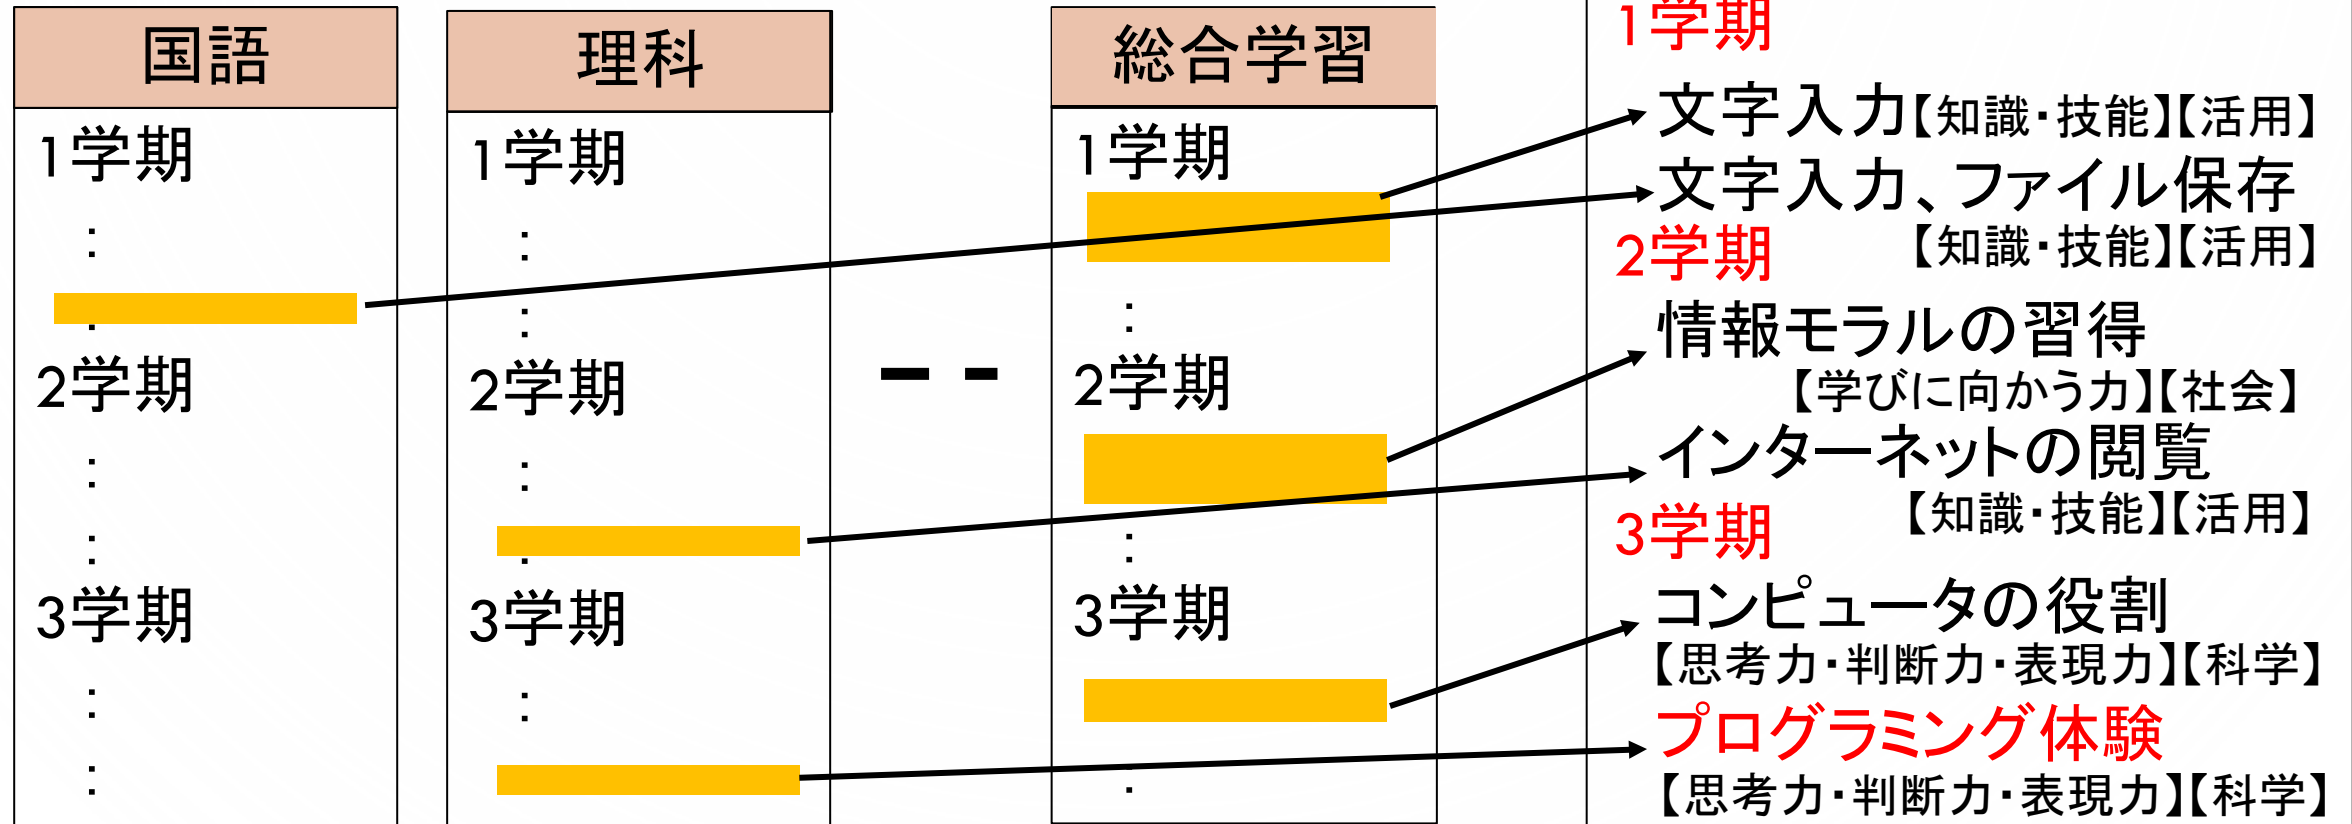 国語
1学期
：
：
2学期
：
：
3学期
：
：
理科
1学期
：
：
2学期
：
：
3学期
：
総合学習
1学期
：
2学期
：
3学期
：
1学期
文字入力【知識・技能】【活用】
文字入力、ファイル保存
【知識・技能】【活用】
2学期
情報モラルの習得
【学びに向かう力】【社会】
インターネットの閲覧
【知識・技能】【活用】
3学期
コンピュータの役割
【思考力・判断力・表現力】【科学】
プログラミング体験
【思考力・判断力・表現力】【科学】